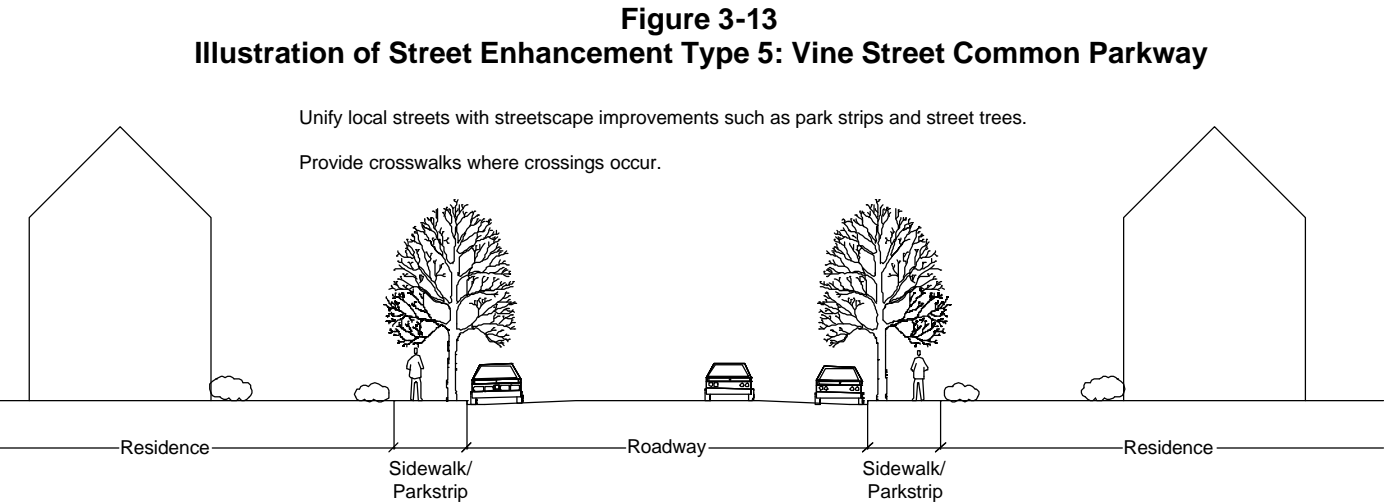 Figure 3-13
Illustration of Street Enhancement Type 5: Vine Street Common Parkway
Unify local streets with streetscape improvements such as park strips and street trees.
Provide crosswalks where crossings occur.
Residence
Sidewalk/
Parkstrip
Roadway
Sidewalk/
Parkstrip
Residence